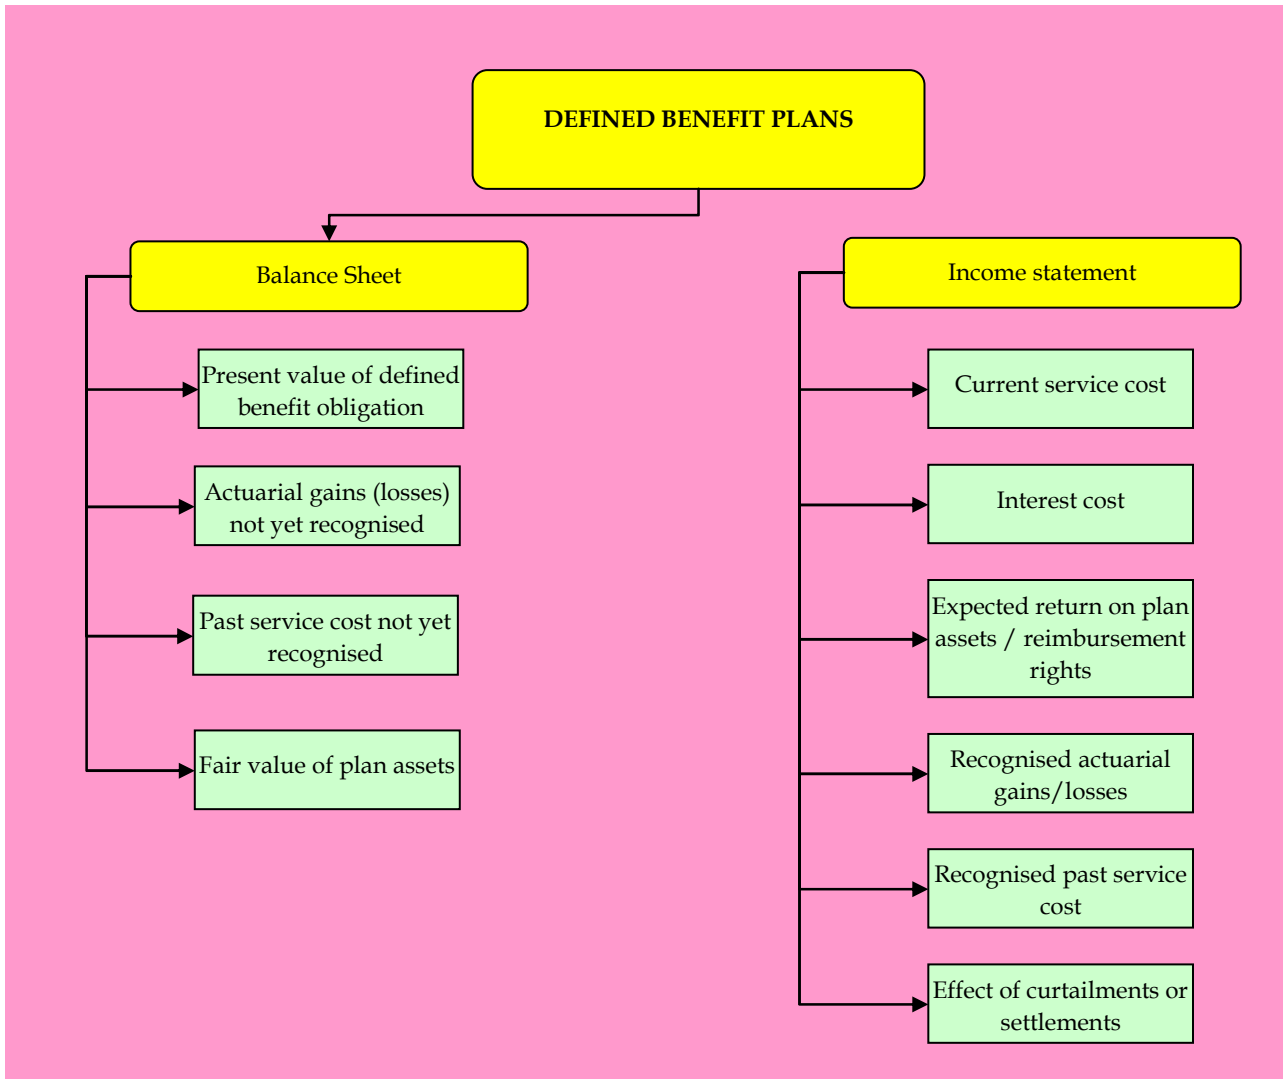 DEFINED BENEFIT PLANS
Balance Sheet
Present value of defined
benefit obligation
Actuarial gains (losses)
not yet recognised
Past service cost not yet
recognised
Fair value of plan assets
Income statement
Current service cost
Interest cost
Expected return on plan
assets / reimbursement
rights
Recognised actuarial
gains/losses
Recognised past service
cost
Effect of curtailments or
settlements